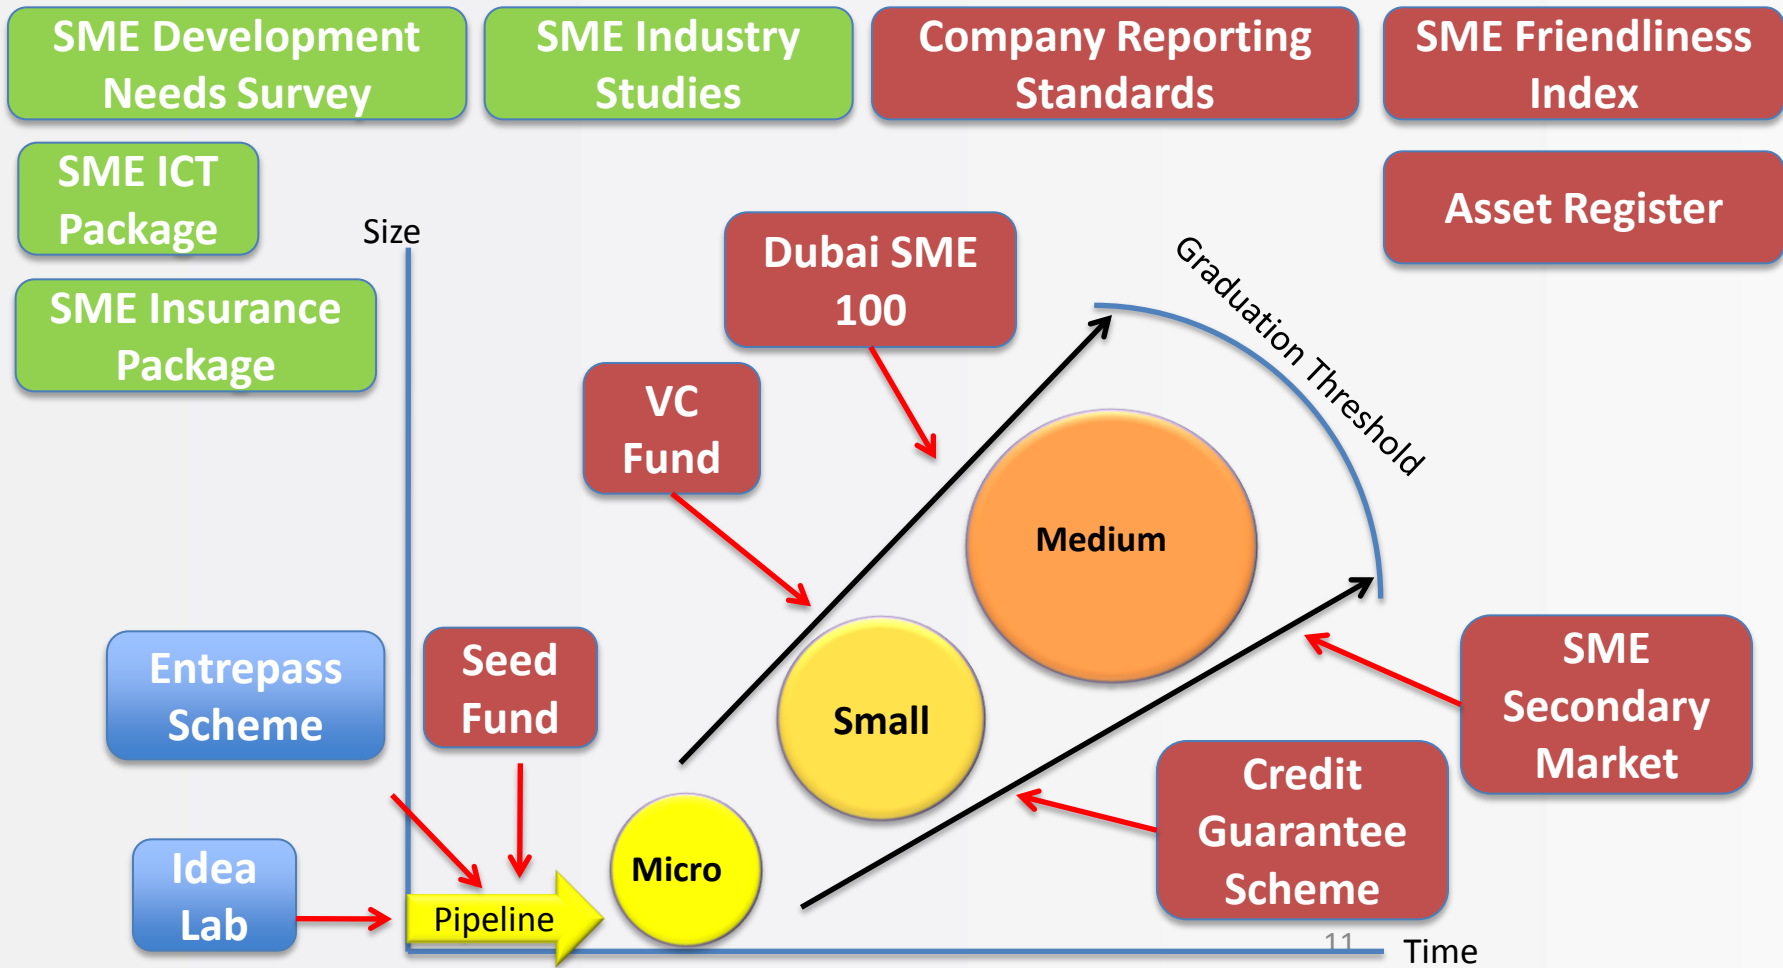 SME Development
Needs Survey
SME Industry
Studies
Company Reporting
Standards
SME Friendliness
Index
SME ICT
Package
Asset Register
Size
Dubai SME
100
Graduation Threshold
SME Insurance
Package
VC
Fund
Medium
Entrepass
Scheme
Seed
Fund
Small
SME
Secondary
Market
Credit
Guarantee
Scheme
Micro
Idea
Lab
Pipeline
11
Time